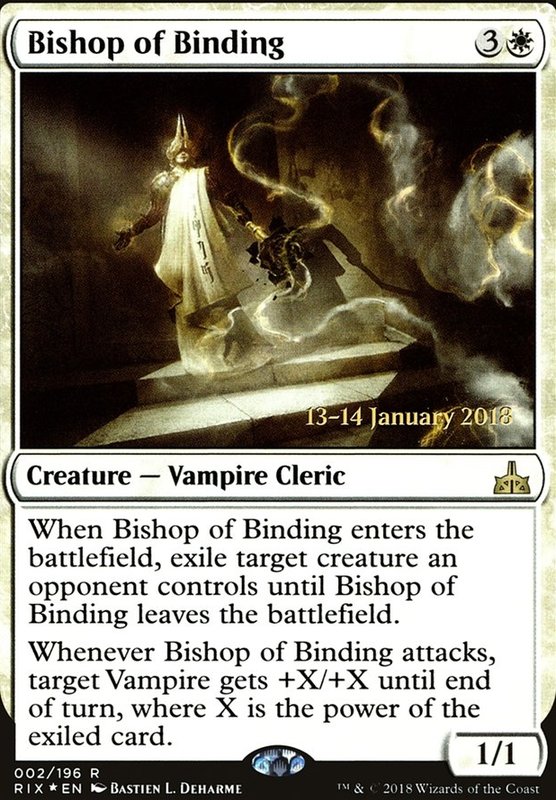 Bishop of Binding
3
13-14 January 2018
Creature — Vampire Cleric
When Bishop of Binding enters the
battlefield, exile target creature an
opponent controls until Bishop of
Binding leaves the battlefield.
Whenever Bishop of Binding attacks,
target Vampire gets +X/+X until end
of turn, where X is the power of the
exiled card.
1/1
002/196 R
RIX★EN Bastien L. Deharme
™ & © 2018 Wizards of the Coast